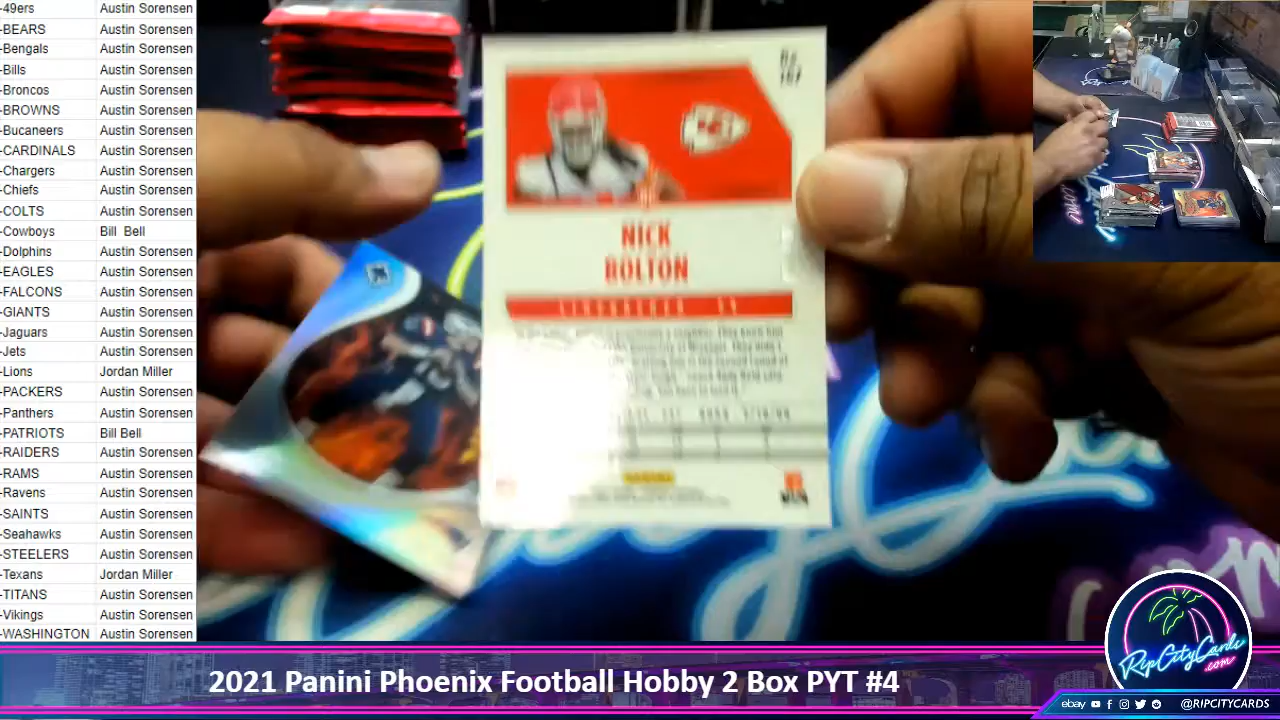 -49ers Austin Sorensen
-BEARS Austin Sorensen
-Bengals Austin Sorensen
-Bills Austin Sorensen
-Broncos Austin Sorensen
-BROWNS Austin Sorensen
-Bucaneers Austin Sorensen
-CARDINALS Austin Sorensen
-Chargers Austin Sorensen
-Chiefs Austin Sorensen
-COLTS Austin Sorensen
-Cowboys Bill Bell
-Dolphins Austin Sorensen
-EAGLES Austin Sorensen
-FALCONS Austin Sorensen
-GIANTS Austin Sorensen
-Jaguars Austin Sorensen
-Jets Austin Sorensen
-Lions Jordan Miller
-PACKERS Austin Sorensen
-Panthers Austin Sorensen
-PATRIOTS Bill Bell
-RAIDERS Austin Sorensen
-RAMS Austin Sorensen
-Ravens Austin Sorensen
-SAINTS Austin Sorensen
-Seahawks Austin Sorensen
-STEELERS Austin Sorensen
-Texans Jordan Miller
-TITANS Austin Sorensen
-Vikings Austin Sorensen
-WASHINGTON Austin Sorensen
NICK
BOLTON
PANINI
RipCityCards
.com
2021 Panini Phoenix Football Hobby 2 Box PYT #4
ebay @RIPCITYCARDS